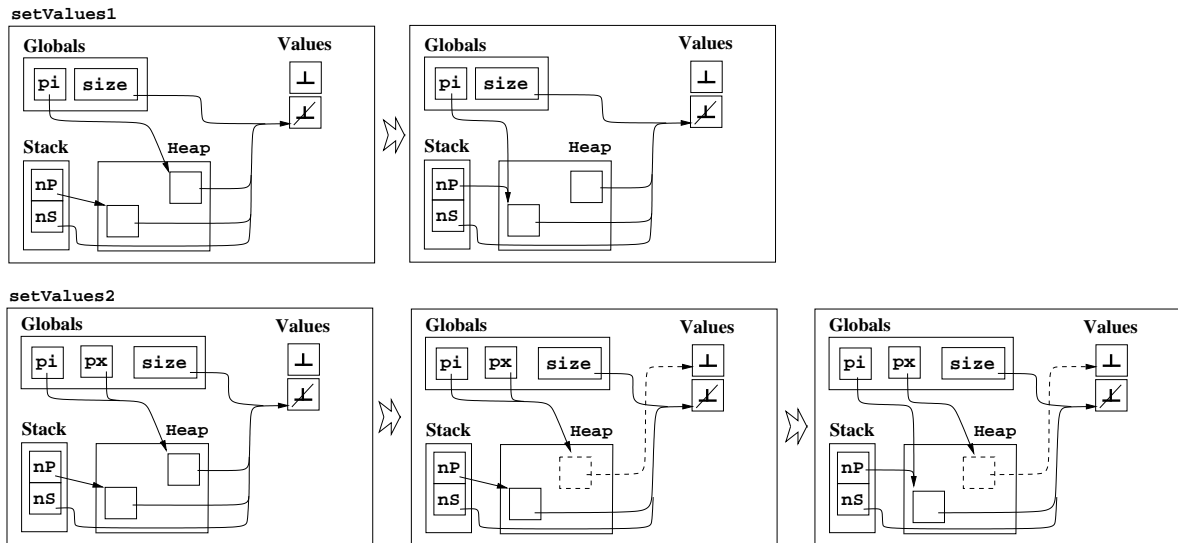 setValues1
Globals Values
pi size ⊥
⊥̸
Stack Heap
nP
nS
Globals Values
pi size ⊥
⊥̸
Stack Heap
nP
nS
setValues2
Globals Values
pi px size ⊥
⊥̸
Stack Heap
nP
nS
Globals Values
pi px size ⊥
⊥̸
Stack Heap
nP
nS
Globals Values
pi px size ⊥
⊥̸
Stack Heap
nP
nS